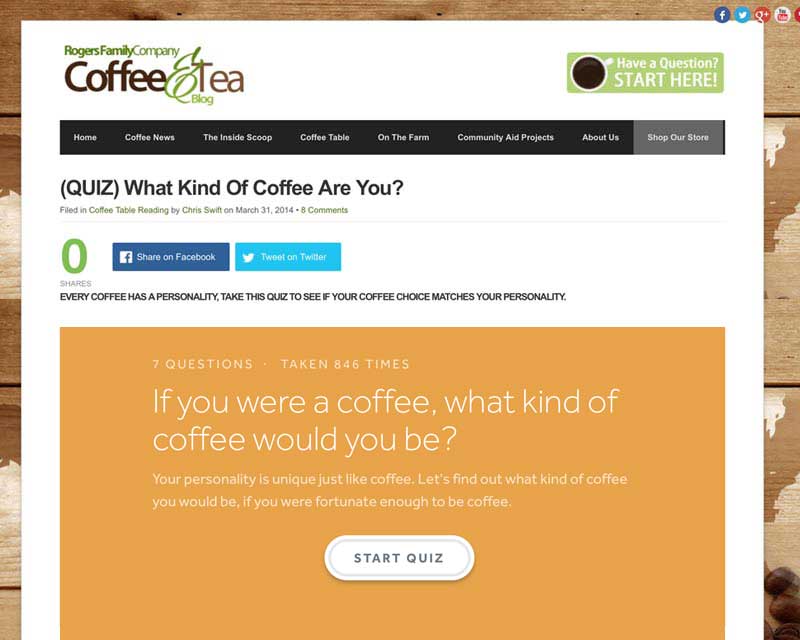 Rogers Family Company
Coffee & Tea
Blog
Have a Question?
START HERE!
Home Coffee News The Inside Scoop Coffee Table On The Farm Community Aid Projects About Us Shop Our Store
(QUIZ) What Kind Of Coffee Are You?
Filed in Coffee Table Reading by Chris Swift on March 31, 2014 • 8 Comments
0
SHARES
Share on Facebook Tweet on Twitter
EVERY COFFEE HAS A PERSONALITY, TAKE THIS QUIZ TO SEE IF YOUR COFFEE CHOICE MATCHES YOUR PERSONALITY.
7 QUESTIONS · TAKEN 846 TIMES
If you were a coffee, what kind of
coffee would you be?
Your personality is unique just like coffee. Let's find out what kind of coffee
you would be, if you were fortunate enough to be coffee.
START QUIZ